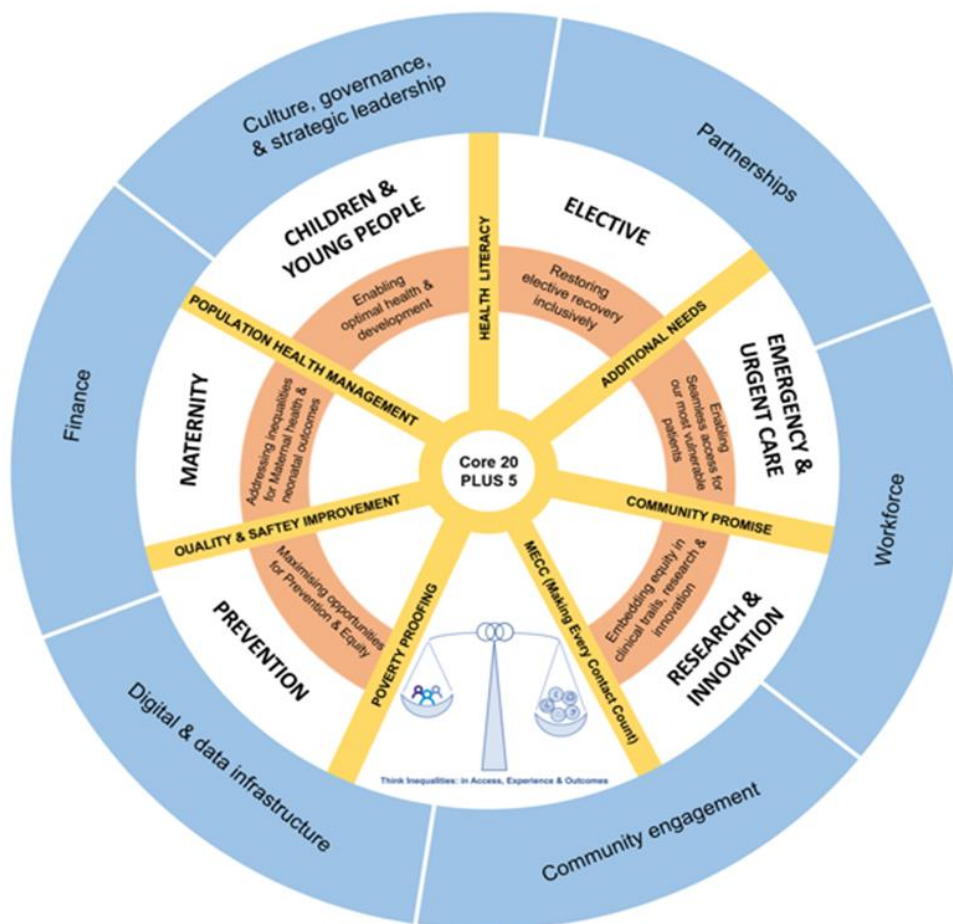 Culture, governance,
& strategic leadership
Partnerships
Workforce
Community engagement
Digital & data infrastructure
Finance
CHILDREN &
YOUNG PEOPLE
Enabling
optimal health &
development
HEALTH LITERACY
ELECTIVE
Restoring
elective recovery
inclusively
ADDITIONAL NEEDS
EMERGENCY &
URGENT CARE
Enabling
Seamless access for
our most vulnerable
patients
COMMUNITY PROMISE
RESEARCH &
INNOVATION
Embedding equity in
clinical trails, research &
innovation
MECC (Making Every Contact Count)
Think Inequalities: in Access, Experience & Outcomes
POVERTY PROOFING
PREVENTION
Maximising opportunities
for Prevention & Equity
QUALITY & SAFTEY IMPROVEMENT
MATERNITY
Addressing inequalities
for Maternal health &
neonatal outcomes
POPULATION HEALTH MANAGEMENT
Core 20
PLUS 5